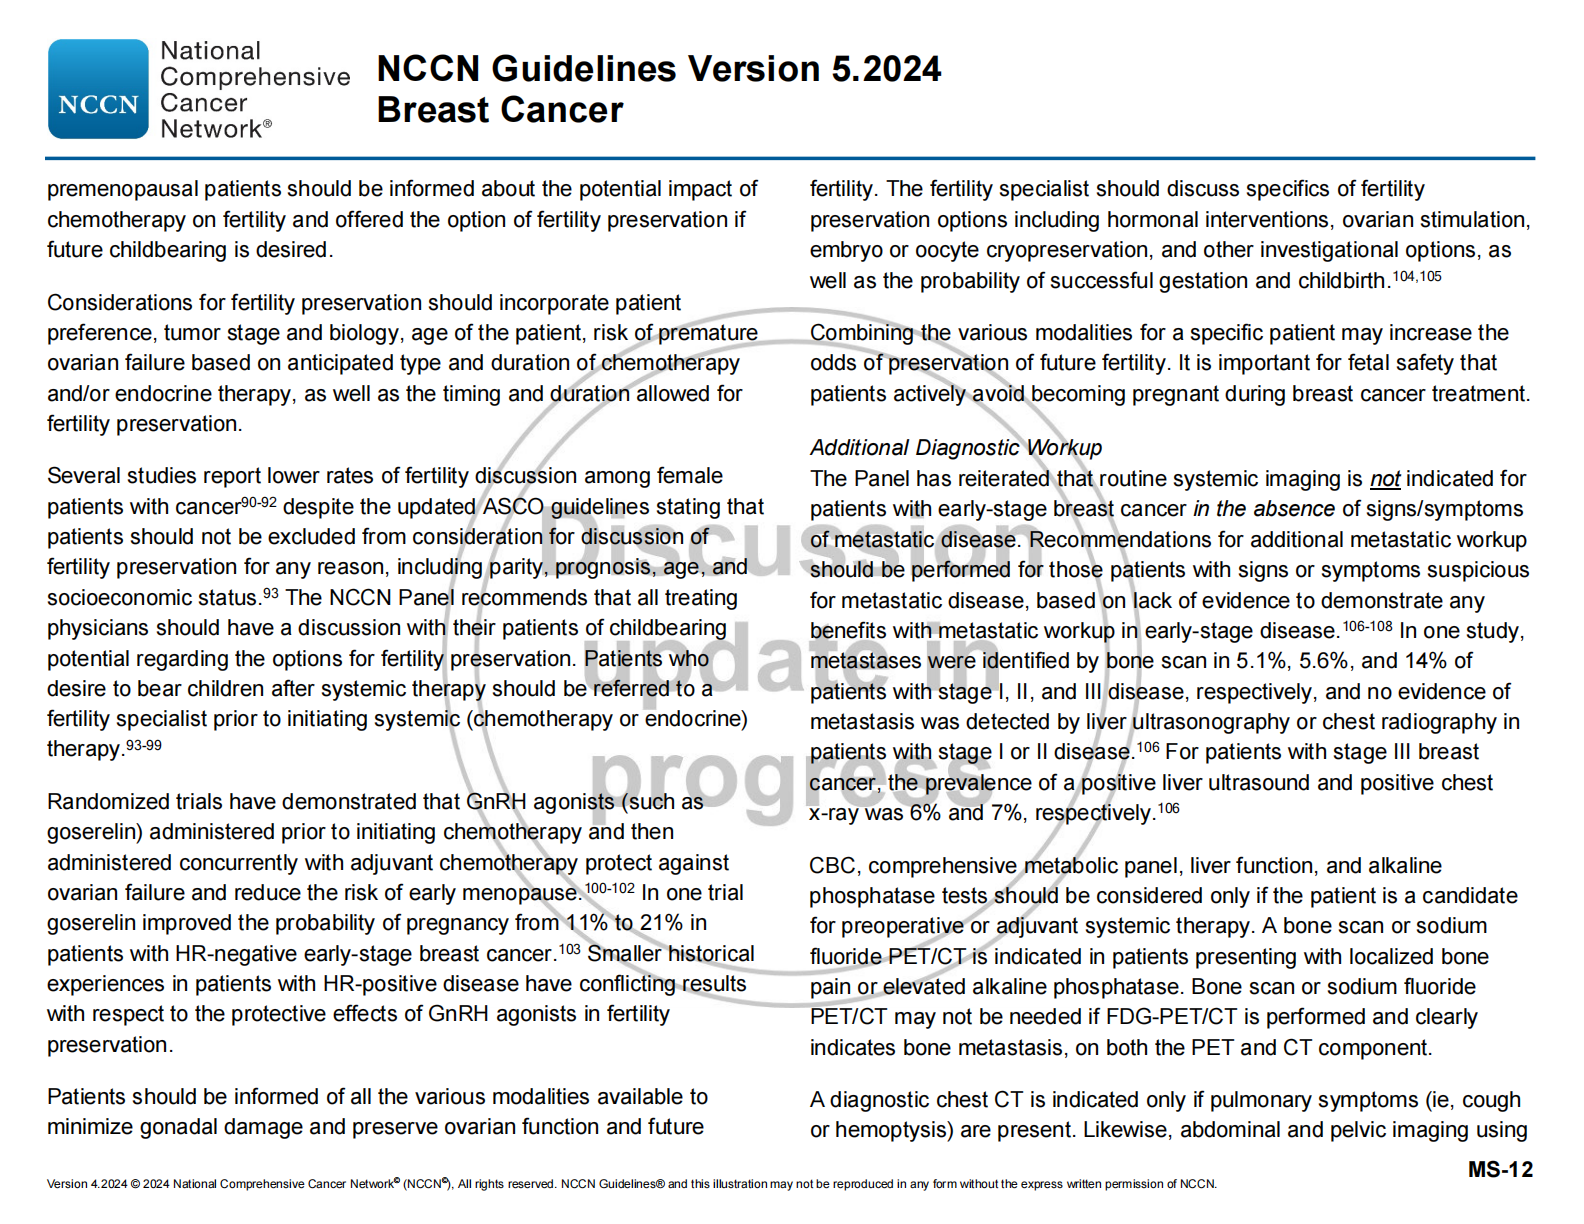 National
Comprehensive
Cancer
Network®
NCCN
NCCN Guidelines Version 5.2024
Breast Cancer
premenopausal patients should be informed about the potential impact of
chemotherapy on fertility and offered the option of fertility preservation if
future childbearing is desired.
Considerations for fertility preservation should incorporate patient
preference, tumor stage and biology, age of the patient, risk of premature
ovarian failure based on anticipated type and duration of chemotherapy
and/or endocrine therapy, as well as the timing and duration allowed for
fertility preservation.
Several studies report lower rates of fertility discussion among female
patients with cancer90-92 despite the updated ASCO guidelines stating that
patients should not be excluded from consideration for discussion of
fertility preservation for any reason, including parity, prognosis, age, and
socioeconomic status.93 The NCCN Panel recommends that all treating
physicians should have a discussion with their patients of childbearing
potential regarding the options for fertility preservation. Patients who
desire to bear children after systemic therapy should be referred to a
fertility specialist prior to initiating systemic (chemotherapy or endocrine)
therapy.93-99
Randomized trials have demonstrated that GnRH agonists (such as
goserelin) administered prior to initiating chemotherapy and then
administered concurrently with adjuvant chemotherapy protect against
ovarian failure and reduce the risk of early menopause.100-102 In one trial
goserelin improved the probability of pregnancy from 11% to 21% in
patients with HR-negative early-stage breast cancer.103 Smaller historical
experiences in patients with HR-positive disease have conflicting results
with respect to the protective effects of GnRH agonists in fertility
preservation.
Patients should be informed of all the various modalities available to
minimize gonadal damage and preserve ovarian function and future
fertility. The fertility specialist should discuss specifics of fertility
preservation options including hormonal interventions, ovarian stimulation,
embryo or oocyte cryopreservation, and other investigational options, as
well as the probability of successful gestation and childbirth.104,105
Combining the various modalities for a specific patient may increase the
odds of preservation of future fertility. It is important for fetal safety that
patients actively avoid becoming pregnant during breast cancer treatment.
Additional Diagnostic Workup
The Panel has reiterated that routine systemic imaging is not indicated for
patients with early-stage breast cancer in the absence of signs/symptoms
of metastatic disease. Recommendations for additional metastatic workup
should be performed for those patients with signs or symptoms suspicious
for metastatic disease, based on lack of evidence to demonstrate any
benefits with metastatic workup in early-stage disease.106-108 In one study,
metastases were identified by bone scan in 5.1%, 5.6%, and 14% of
patients with stage I, II, and III disease, respectively, and no evidence of
metastasis was detected by liver ultrasonography or chest radiography in
patients with stage I or II disease.106 For patients with stage III breast
cancer, the prevalence of a positive liver ultrasound and positive chest
x-ray was 6% and 7%, respectively.106
CBC, comprehensive metabolic panel, liver function, and alkaline
phosphatase tests should be considered only if the patient is a candidate
for preoperative or adjuvant systemic therapy. A bone scan or sodium
fluoride PET/CT is indicated in patients presenting with localized bone
pain or elevated alkaline phosphatase. Bone scan or sodium fluoride
PET/CT may not be needed if FDG-PET/CT is performed and clearly
indicates bone metastasis, on both the PET and CT component.
A diagnostic chest CT is indicated only if pulmonary symptoms (ie, cough
or hemoptysis) are present. Likewise, abdominal and pelvic imaging using
Discussion
update in
progress
MS-12
Version 4.2024 © 2024 National Comprehensive Cancer Network© (NCCN©), All rights reserved. NCCN Guidelines® and this illustration may not be reproduced in any form without the express written permission of NCCN.